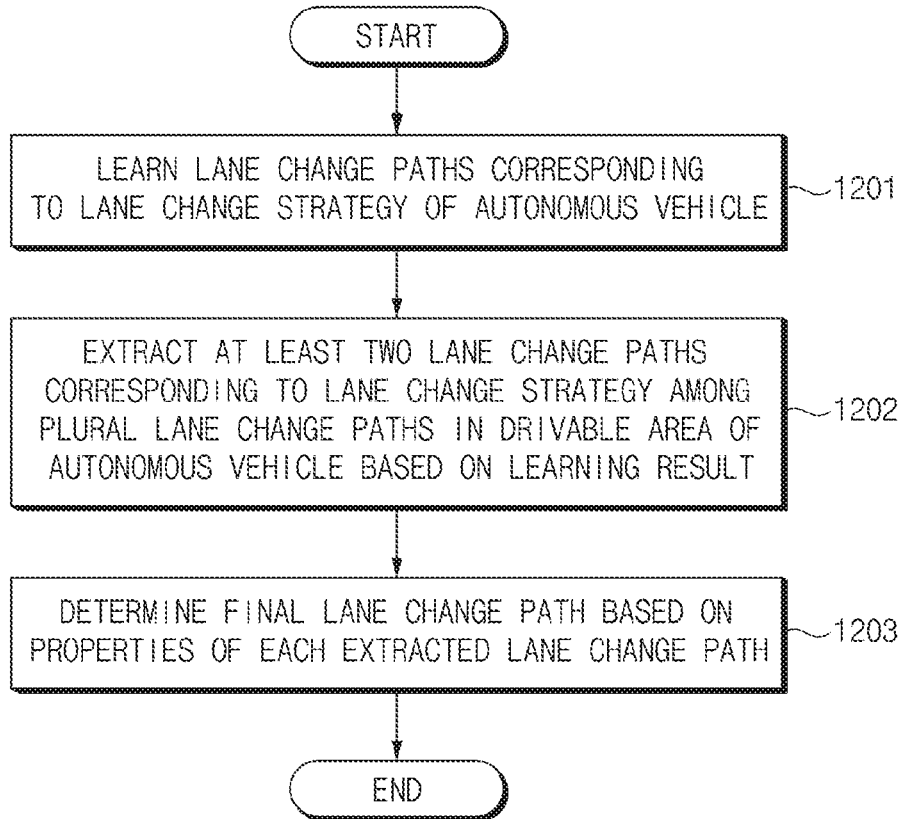 START
LEARN LANE CHANGE PATHS CORRESPONDING
TO LANE CHANGE STRATEGY OF AUTONOMOUS VEHICLE
1201
EXTRACT AT LEAST TWO LANE CHANGE PATHS
CORRESPONDING TO LANE CHANGE STRATEGY AMONG
PLURAL LANE CHANGE PATHS IN DRIVABLE AREA OF
AUTONOMOUS VEHICLE BASED ON LEARNING RESULT
1202
DETERMINE FINAL LANE CHANGE PATH BASED ON
PROPERTIES OF EACH EXTRACTED LANE CHANGE PATH
1203
END